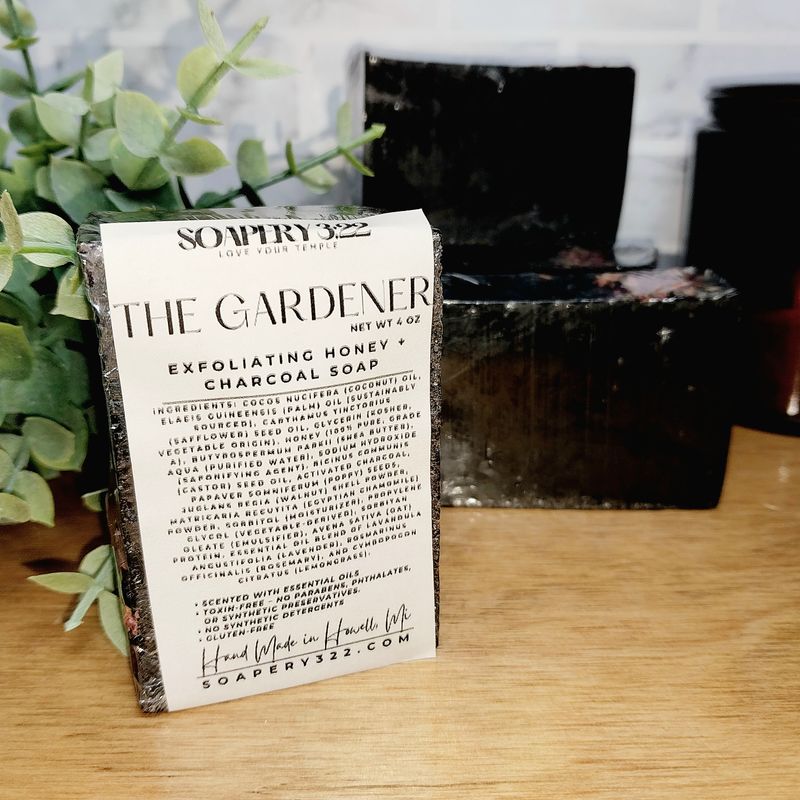 SOAPERY 3:22
LOVE YOUR TEMPLE
THE GARDENER
NET WT 4 OZ
EXFOLIATING HONEY +
CHARCOAL SOAP
INGREDIENTS: COCOS NUCIFERA (COCONUT) OIL,
ELAEIS GUINEENSIS (PALM) OIL [SUSTAINABLY
SOURCED], CARTHAMUS TINCTORIUS
(SAFFLOWER) SEED OIL, GLYCERIN (KOSHER,
VEGETABLE ORIGIN), HONEY (100% PURE, GRADE
A), BUTYROSPERMUM PARKII (SHEA BUTTER),
AQUA (PURIFIED WATER), SODIUM HYDROXIDE
(SAPONIFYING AGENT), RICINUS COMMUNIS
(CASTOR) SEED OIL, ACTIVATED CHARCOAL,
PAPAVER SOMNIFERUM (POPPY) SEEDS,
JUGLANS REGIA (WALNUT) SHELL POWDER,
MATRICARIA RECUTITA (EGYPTIAN CHAMOMILE)
POWDER, SORBITOL (MOISTURIZER), PROPYLENE
GLYCOL (VEGETABLE-DERIVED), SORBITAN
OLEATE (EMULSIFIER), AVENA SATIVA (OAT)
PROTEIN, ESSENTIAL OIL BLEND OF LAVANDULA
ANGUSTIFOLIA (LAVENDER), ROSMARINUS
OFFICINALIS (ROSEMARY), AND CYMBOPOGON
CITRATUS (LEMONGRASS).
• SCENTED WITH ESSENTIAL OILS
• TOXIN-FREE - NO PARABENS, PHTHALATES,
OR SYNTHETIC PRESERVATIVES.
• NO SYNTHETIC DETERGENTS
• GLUTEN-FREE
Hand Made in Howell, Mi
SOAPERY322.COM